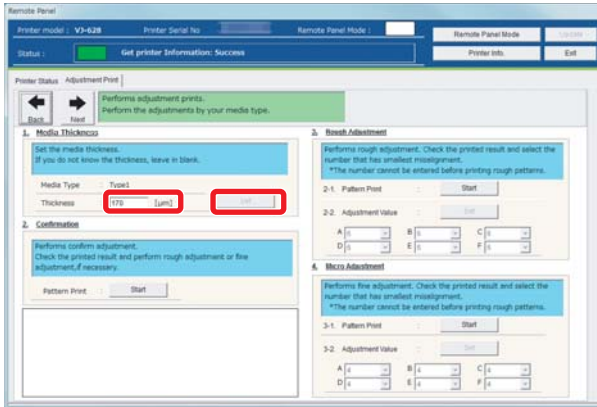 Remote Panel
Printer model : VJ-628 Printer Serial No Remote Panel Mode : Remote Panel Mode
Status : Get printer Information: Success Printer Info. Exit
Printer Status Adjustment Print
Back Next
Performs adjustment prints.
Perform the adjustments by your media type.
1. Media Thickness
Set the media thickness.
If you do not know the thickness, leave in blank.
Media Type : Type1
Thickness 170 [um] Set
2. Confirmation
Performs confirm adjustment.
Check the printed result and perform rough adjustment or fine
adjustment,if necessary.
Pattern Print : Start
3. Rough Adjustment
Performs rough adjustment. Check the printed result and select the
number that has smallest misalignment.
*The number cannot be entered before printing rough patterns.
2-1. Pattern Print : Start
2-2. Adjustment Value : Set
A 6 B 6 C 6
D 6 E 6 F 6
4. Micro Adjustment
Performs fine adjustment. Check the printed result and select the
number that has smallest misalignment.
*The number cannot be entered before printing rough patterns.
3-1. Pattern Print : Start
3-2. Adjustment Value : Set
A 4 B 4 C 4
D 4 E 4 F 4